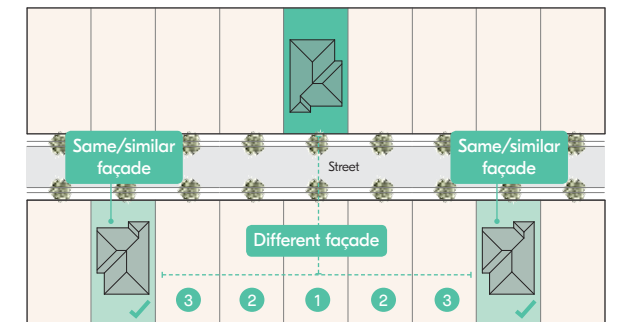 Same/similar
façade
Street
Same/similar
façade
Different façade
3 2 1 2 3